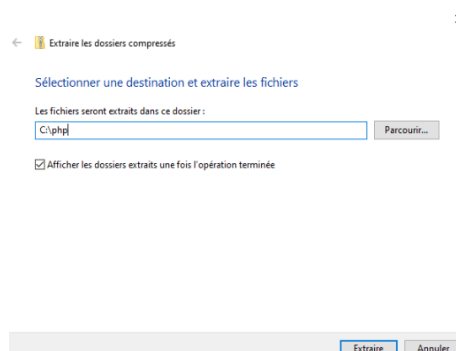 Extraire les dossiers compressés
Sélectionner une destination et extraire les fichiers
Les fichiers seront extraits dans ce dossier :
C:\php
Parcourir...
Afficher les dossiers extraits une fois l'opération terminée
Extraire
Annuler